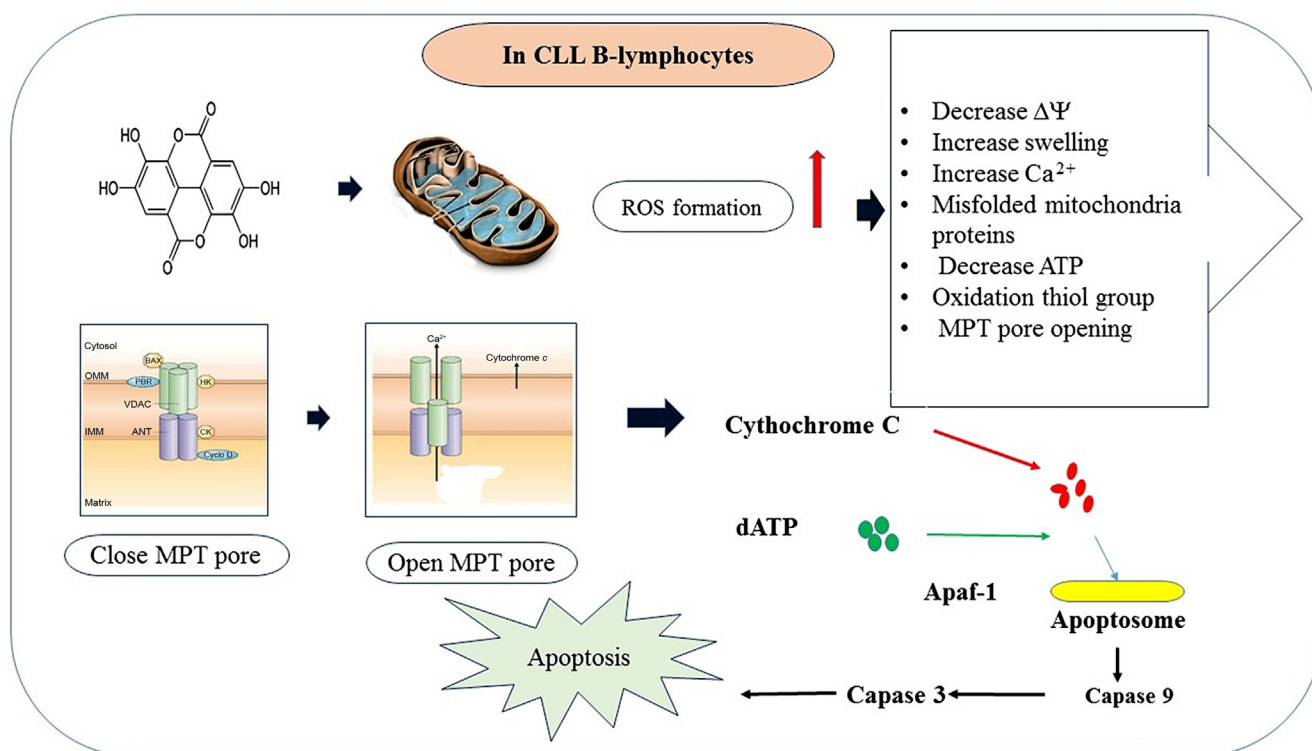 In CLL B-lymphocytes
O
O
HO
HO
OH
OH
O
O
ROS formation
• Decrease ΔΨ
• Increase swelling
• Increase Ca²⁺
• Misfolded mitochondria
proteins
• Decrease ATP
• Oxidation thiol group
• MPT pore opening
Cytosol
BAX
OMM
PBR
HK
VDAC
IMM
ANT
CK
Cyclo D
Matrix
Close MPT pore
Ca²⁺
Cytochrome c
Open MPT pore
Cythochrome C
dATP
Apaf-1
Apoptosome
Capase 9
Capase 3
Apoptosis